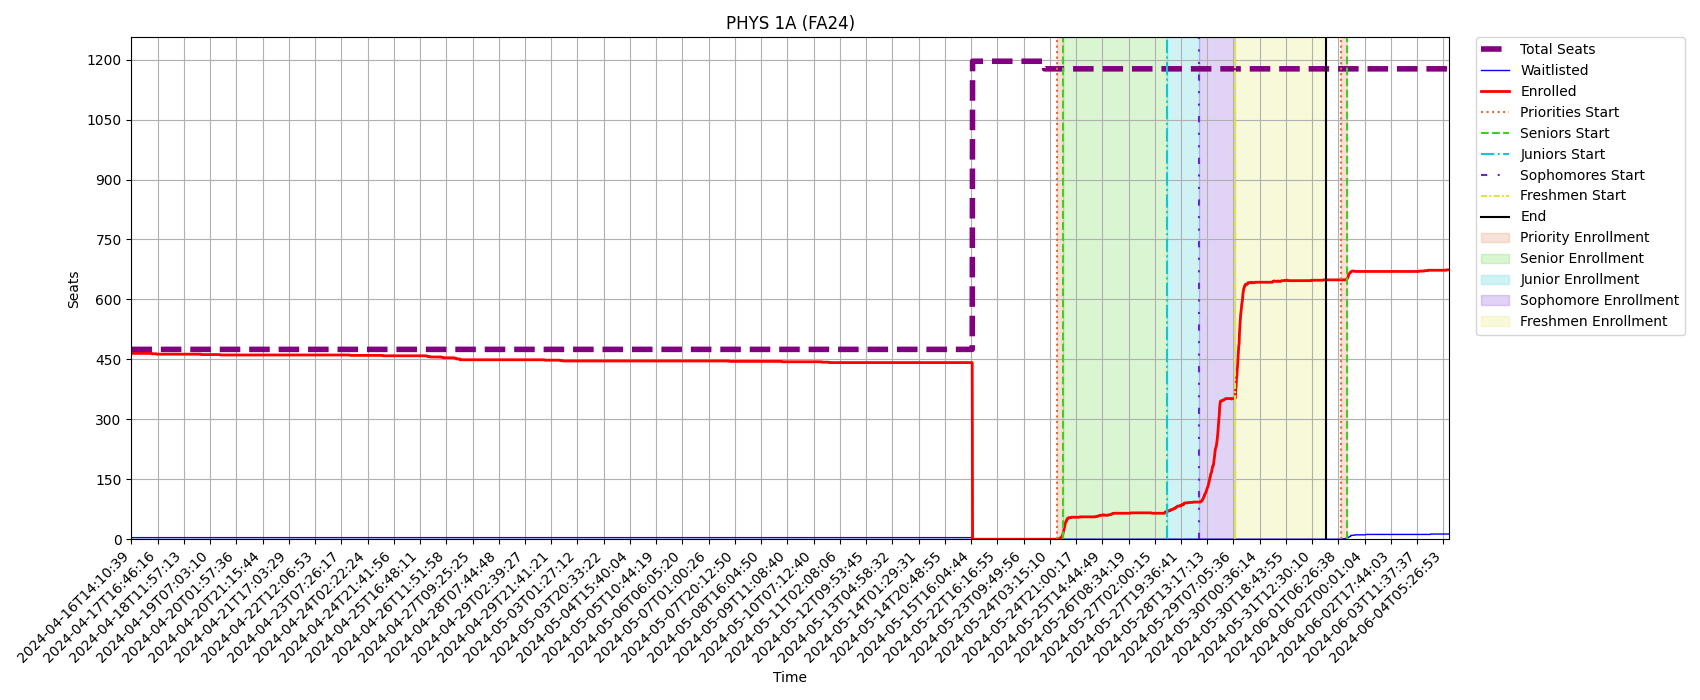 PHYS 1A (FA24)
Seats
1200
1050
900
750
600
450
300
150
0
2024-04-16T14:10:39
2024-04-17T16:46:16
2024-04-18T11:57:13
2024-04-19T07:03:10
2024-04-20T01:57:36
2024-04-20T21:15:44
2024-04-21T17:03:29
2024-04-22T12:06:53
2024-04-23T07:26:17
2024-04-24T02:22:24
2024-04-24T21:41:56
2024-04-25T16:48:11
2024-04-26T11:51:58
2024-04-27T09:25:25
2024-04-28T07:44:48
2024-04-29T02:39:27
2024-04-29T21:41:21
2024-05-03T01:27:12
2024-05-03T20:33:22
2024-05-04T15:40:04
2024-05-05T10:44:19
2024-05-06T06:05:20
2024-05-07T01:00:26
2024-05-07T20:12:50
2024-05-08T16:04:50
2024-05-09T11:08:40
2024-05-10T07:12:40
2024-05-11T02:08:06
2024-05-12T09:53:45
2024-05-13T04:58:32
2024-05-14T01:29:31
2024-05-14T20:48:55
2024-05-15T16:04:44
2024-05-22T16:16:55
2024-05-23T09:49:56
2024-05-24T03:15:10
2024-05-24T21:00:17
2024-05-25T14:44:49
2024-05-26T08:34:19
2024-05-27T02:00:15
2024-05-27T19:36:41
2024-05-28T13:17:13
2024-05-29T07:05:36
2024-05-30T00:36:14
2024-05-30T18:43:55
2024-05-31T12:30:10
2024-06-01T06:26:38
2024-06-02T00:01:04
2024-06-02T17:44:03
2024-06-03T11:37:37
2024-06-04T05:26:53
Time
Total Seats
Waitlisted
Enrolled
Priorities Start
Seniors Start
Juniors Start
Sophomores Start
Freshmen Start
End
Priority Enrollment
Senior Enrollment
Junior Enrollment
Sophomore Enrollment
Freshmen Enrollment